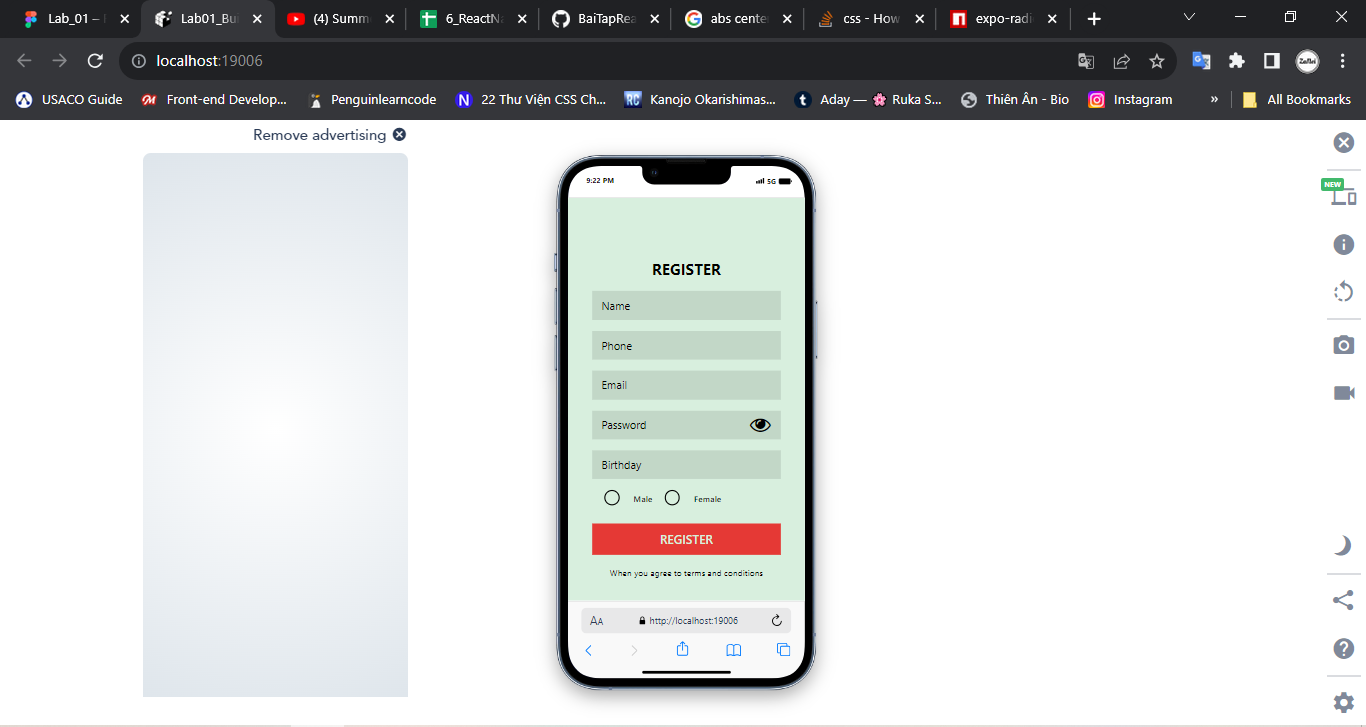 Lab_01 –
Lab01_Bui
(4) Summ
6_ReactNa
BaiTapRea
abs cente
css - How
expo-radi
localhost:19006
USACO Guide
Front-end Develop...
Penguinlearncode
22 Thư Viện CSS Ch...
Kanojo Okarishimas...
Aday — 🌸 Ruka S...
Thiên Ân - Bio
Instagram
»
All Bookmarks
Remove advertising
NEW
9:22 PM
5G
REGISTER
Name
Phone
Email
Password
Birthday
Male
Female
REGISTER
When you agree to terms and conditions
AA
http://localhost:19006